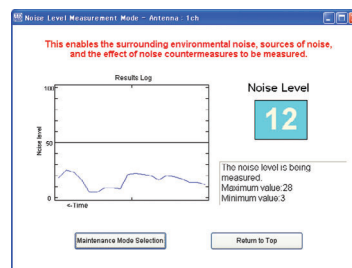 Noise Level Measurement Mode - Antenna : 1ch
This enables the surrounding environmental noise, sources of noise,
and the effect of noise countermeasures to be measured.
Results Log
Noise Level
100
50
0
Noise level
<-Time
12
The noise level is being
measured.
Maximum value:28
Minimum value:3
Maintenance Mode Selection
Return to Top